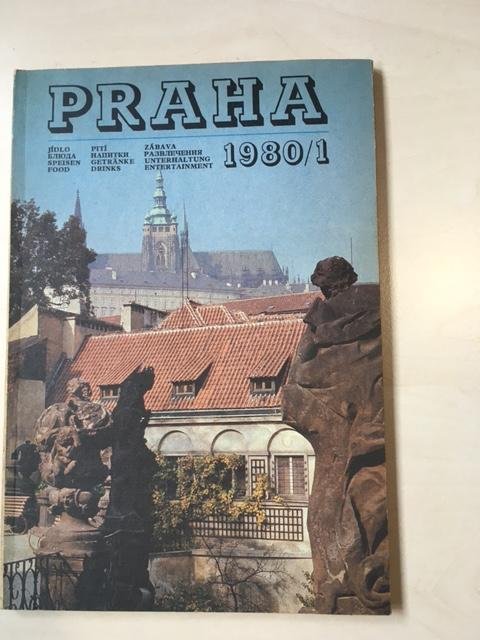 PRAHA
JÍDLO
БЛЮДА
SPEISEN
FOOD
PITÍ
НАПИТКИ
GETRÄNKE
DRINKS
ZÁBAVA
РАЗВЛЕЧЕНИЯ
UNTERHALTUNG
ENTERTAINMENT
1980/1